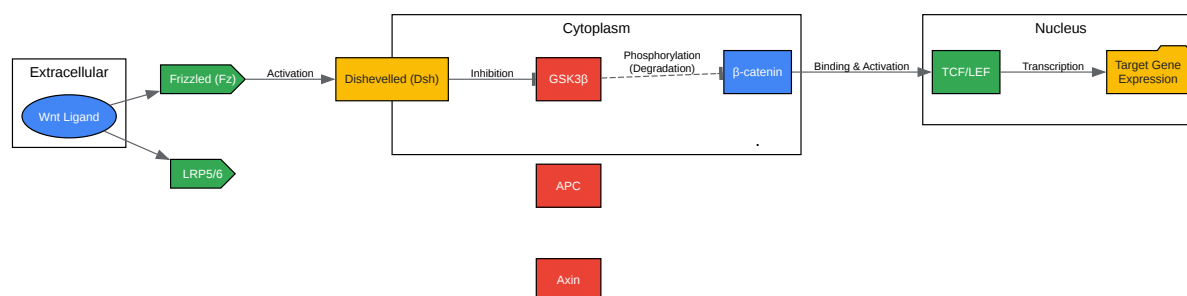 Extracellular
Wnt Ligand
Frizzled (Fz)
LRP5/6
Activation
Cytoplasm
Dishevelled (Dsh)
Inhibition
GSK3β
Phosphorylation
(Degradation)
β-catenin
.
APC
Axin
Binding & Activation
Nucleus
TCF/LEF
Transcription
Target Gene
Expression